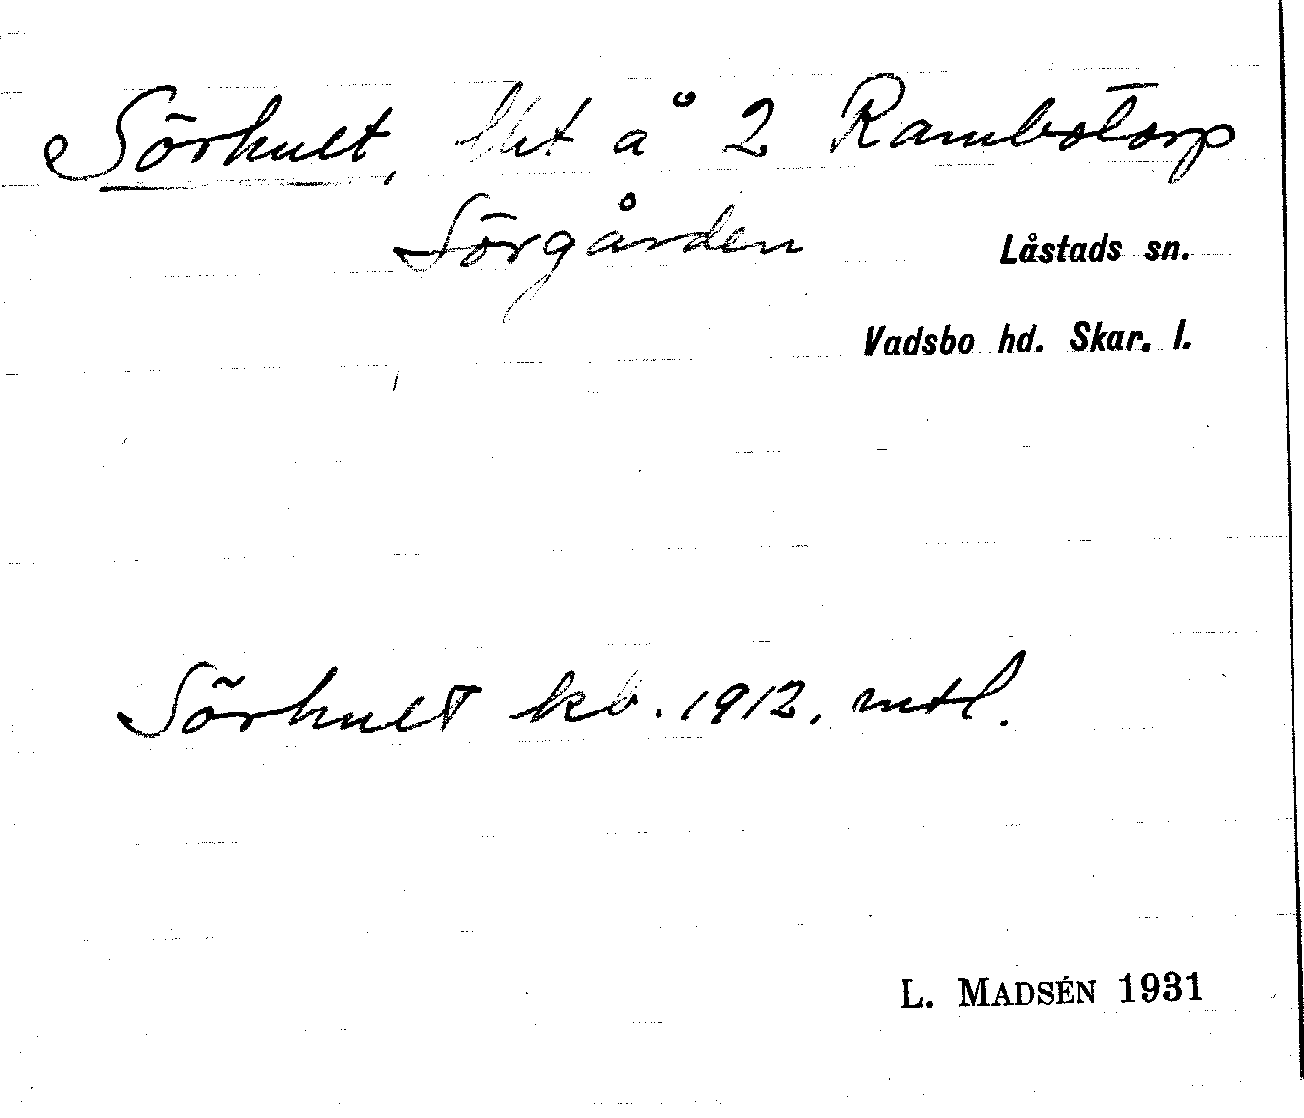 Sörhult, lht å 2 Rambotorp
Sörgården
Låstads sn.
Vadsbo hd. Skar. l.
Sörhult kb. 1912. mtl.
L. MADSÉN 1931